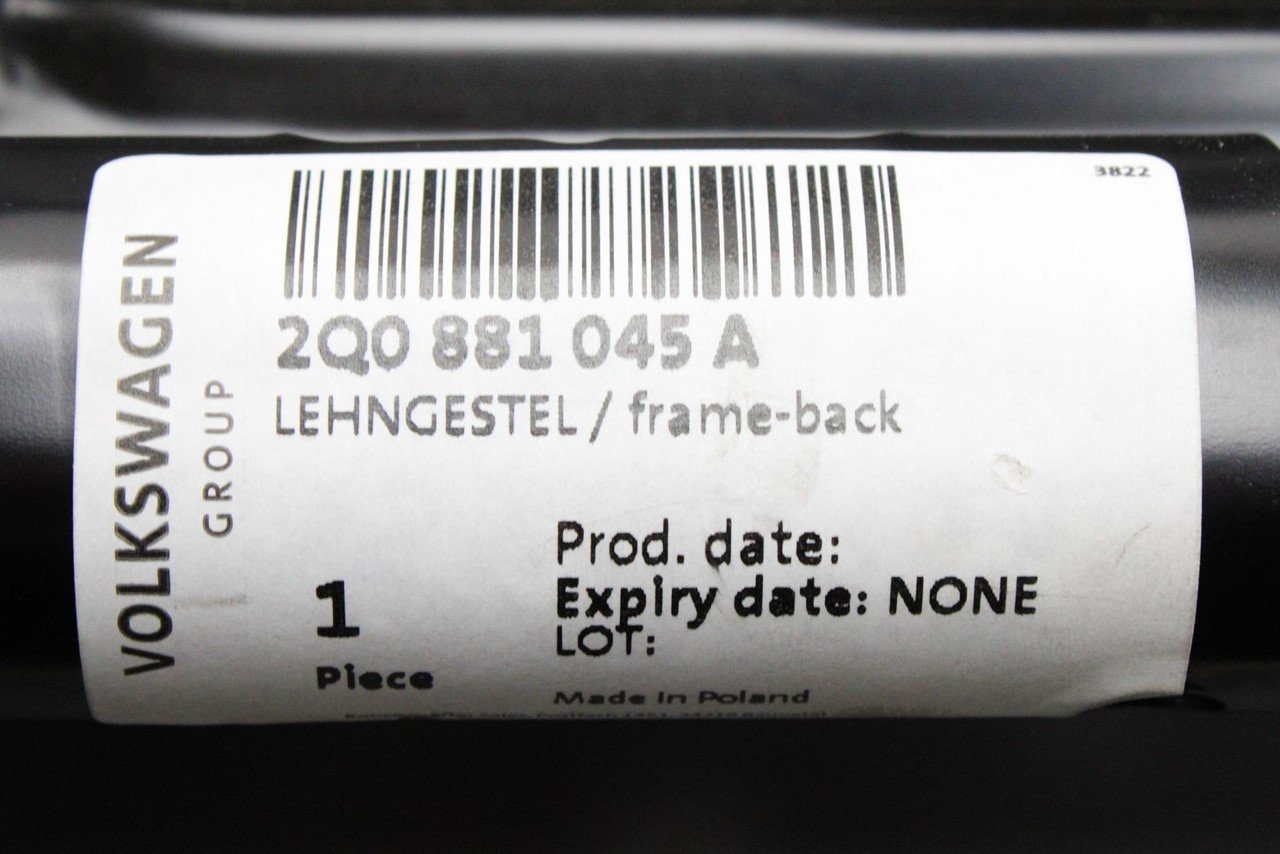 3822
VOLKSWAGEN
GROUP
2Q0 881 045 A
LEHNGESTEL / frame-back
Prod. date:
Expiry date: NONE
LOT:
1
Piece
Made in Poland